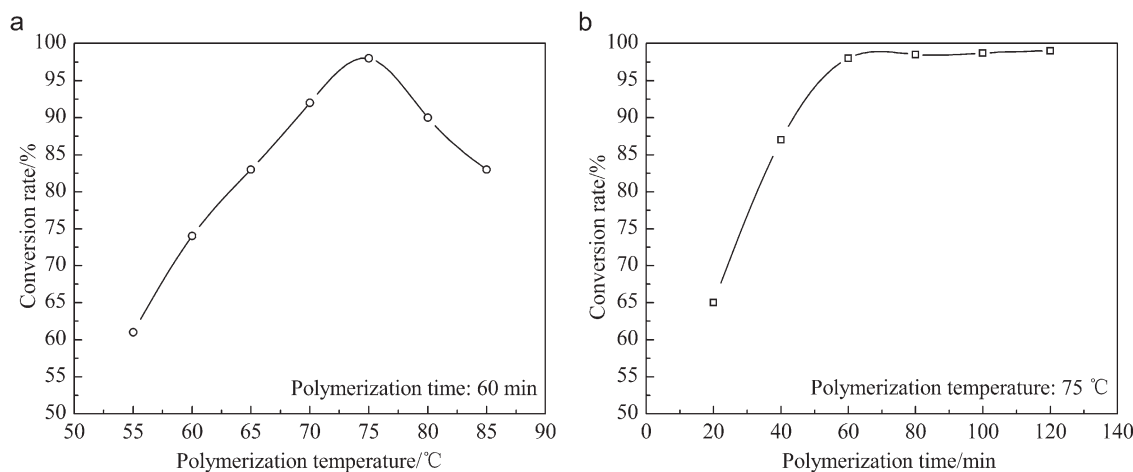 a
100
95
90
85
80
75
70
65
60
55
50
Conversion rate/%
Polymerization time: 60 min
50 55 60 65 70 75 80 85 90
Polymerization temperature/℃
b
100
95
90
85
80
75
70
65
60
55
50
Conversion rate/%
Polymerization temperature: 75 ℃
0 20 40 60 80 100 120 140
Polymerization time/min